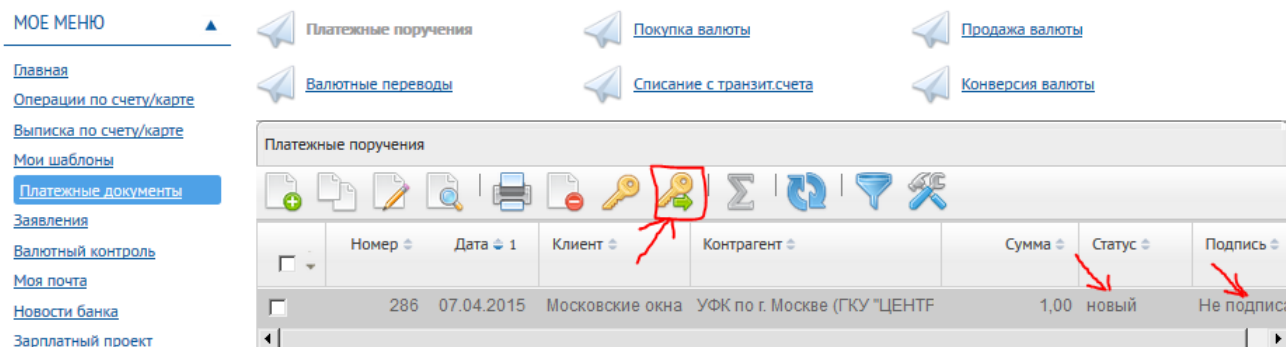 МОЕ МЕНЮ
Главная
Операции по счету/карте
Выписка по счету/карте
Мои шаблоны
Платежные документы
Заявления
Валютный контроль
Моя почта
Новости банка
Зарплатный проект
Платежные поручения
Покупка валюты
Продажа валюты
Валютные переводы
Списание с транзит.счета
Конверсия валюты
Платежные поручения
Номер Дата 1 Клиент Контрагент Сумма Статус Подпись
286 07.04.2015 Московские окна УФК по г. Москве (ГКУ "ЦЕНТР 1,00 новый Не подписа